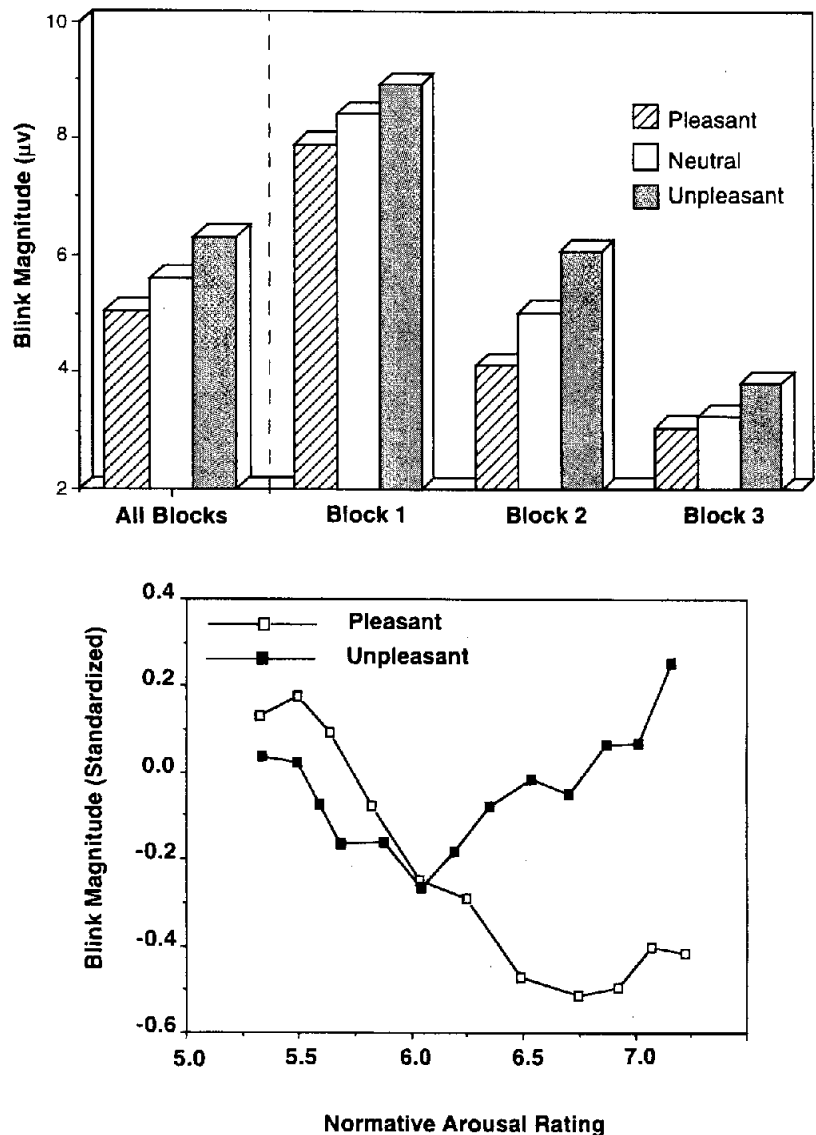 10
8
6
4
2
Blink Magnitude (µv)
Pleasant
Neutral
Unpleasant
All Blocks
Block 1
Block 2
Block 3
0.4
0.2
0.0
-0.2
-0.4
-0.6
Blink Magnitude (Standardized)
Pleasant
Unpleasant
5.0
5.5
6.0
6.5
7.0
Normative Arousal Rating